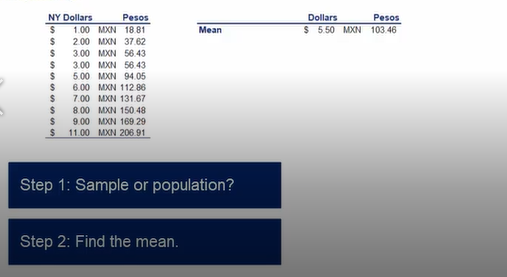 NY Dollars Pesos
$ 1.00 MXN 18.81
$ 2.00 MXN 37.62
$ 3.00 MXN 56.43
$ 3.00 MXN 56.43
$ 5.00 MXN 94.05
$ 6.00 MXN 112.86
$ 7.00 MXN 131.67
$ 8.00 MXN 150.48
$ 9.00 MXN 169.29
$ 11.00 MXN 206.91
Dollars Pesos
Mean $ 5.50 MXN 103.46
Step 1: Sample or population?
Step 2: Find the mean.